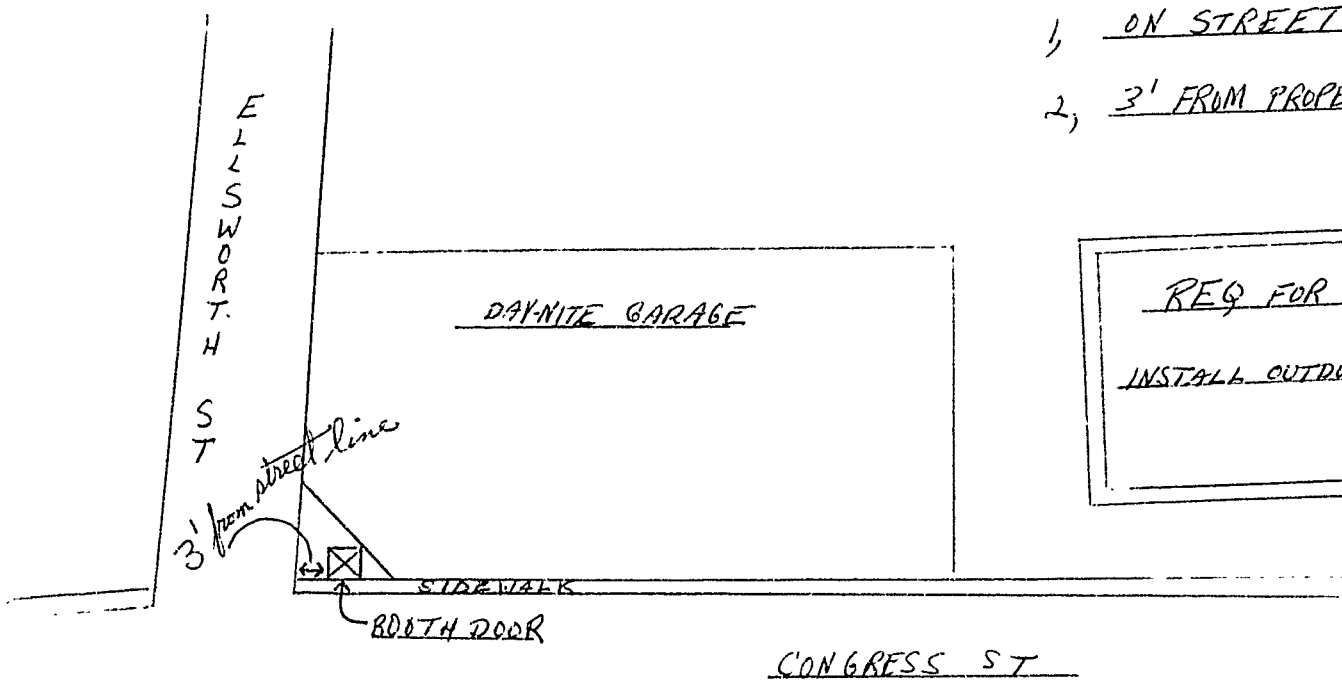 1, ON STREET
2, 3' FROM PROPE
ELLSWORTH ST
DAY-NITE GARAGE
REQ FOR
INSTALL OUTDO
3' from street line
SIDEWALK
BOOTH DOOR
CONGRESS ST